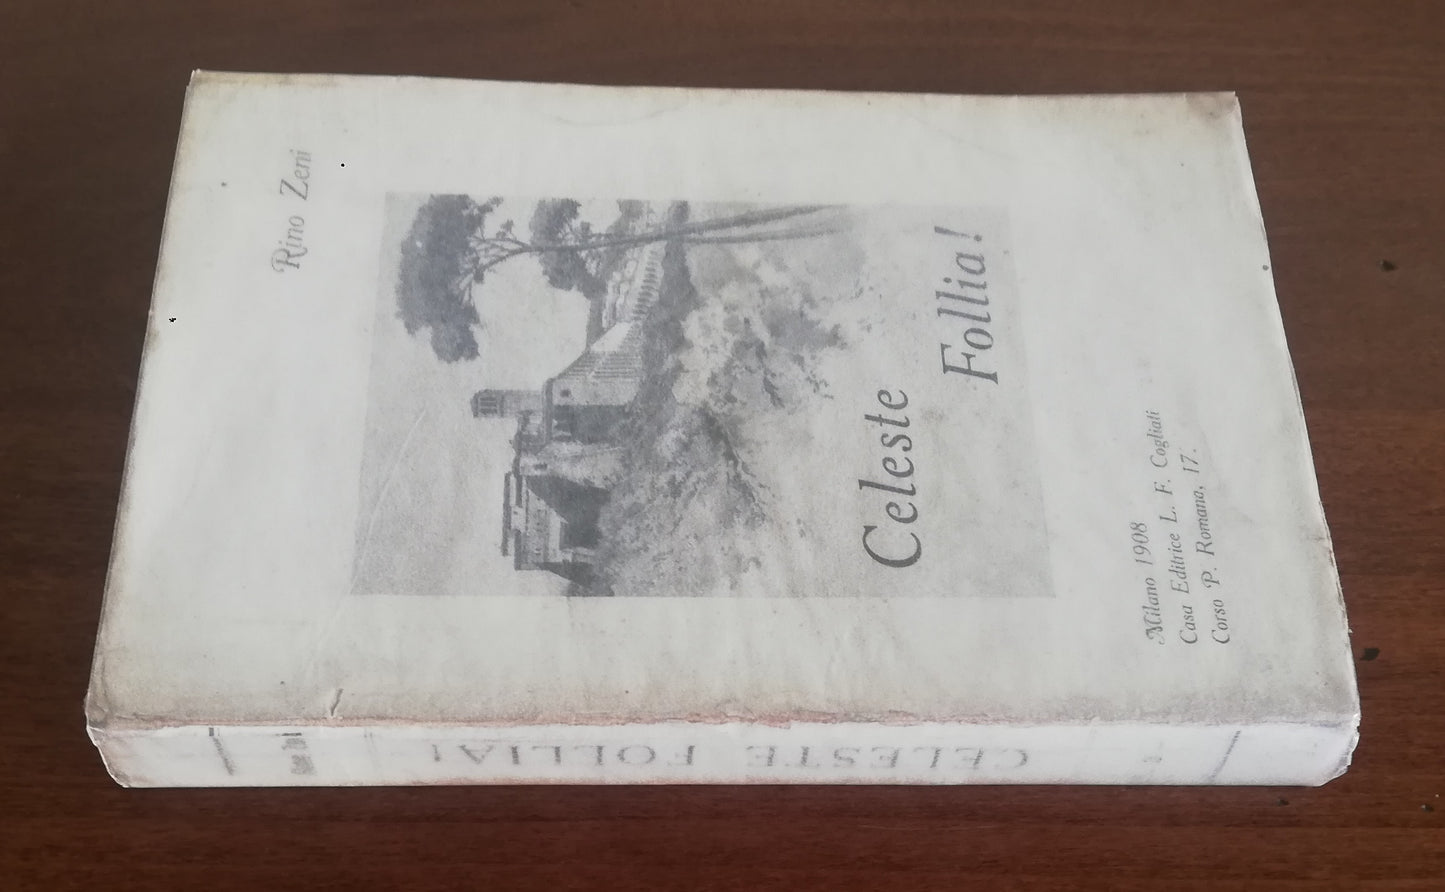 Rino Zeni
Celeste
Follia!
Milano 1908
Casa Editrice L. F. Cogliati
Corso P. Romano, 17.
CELESTE FOLLIA!